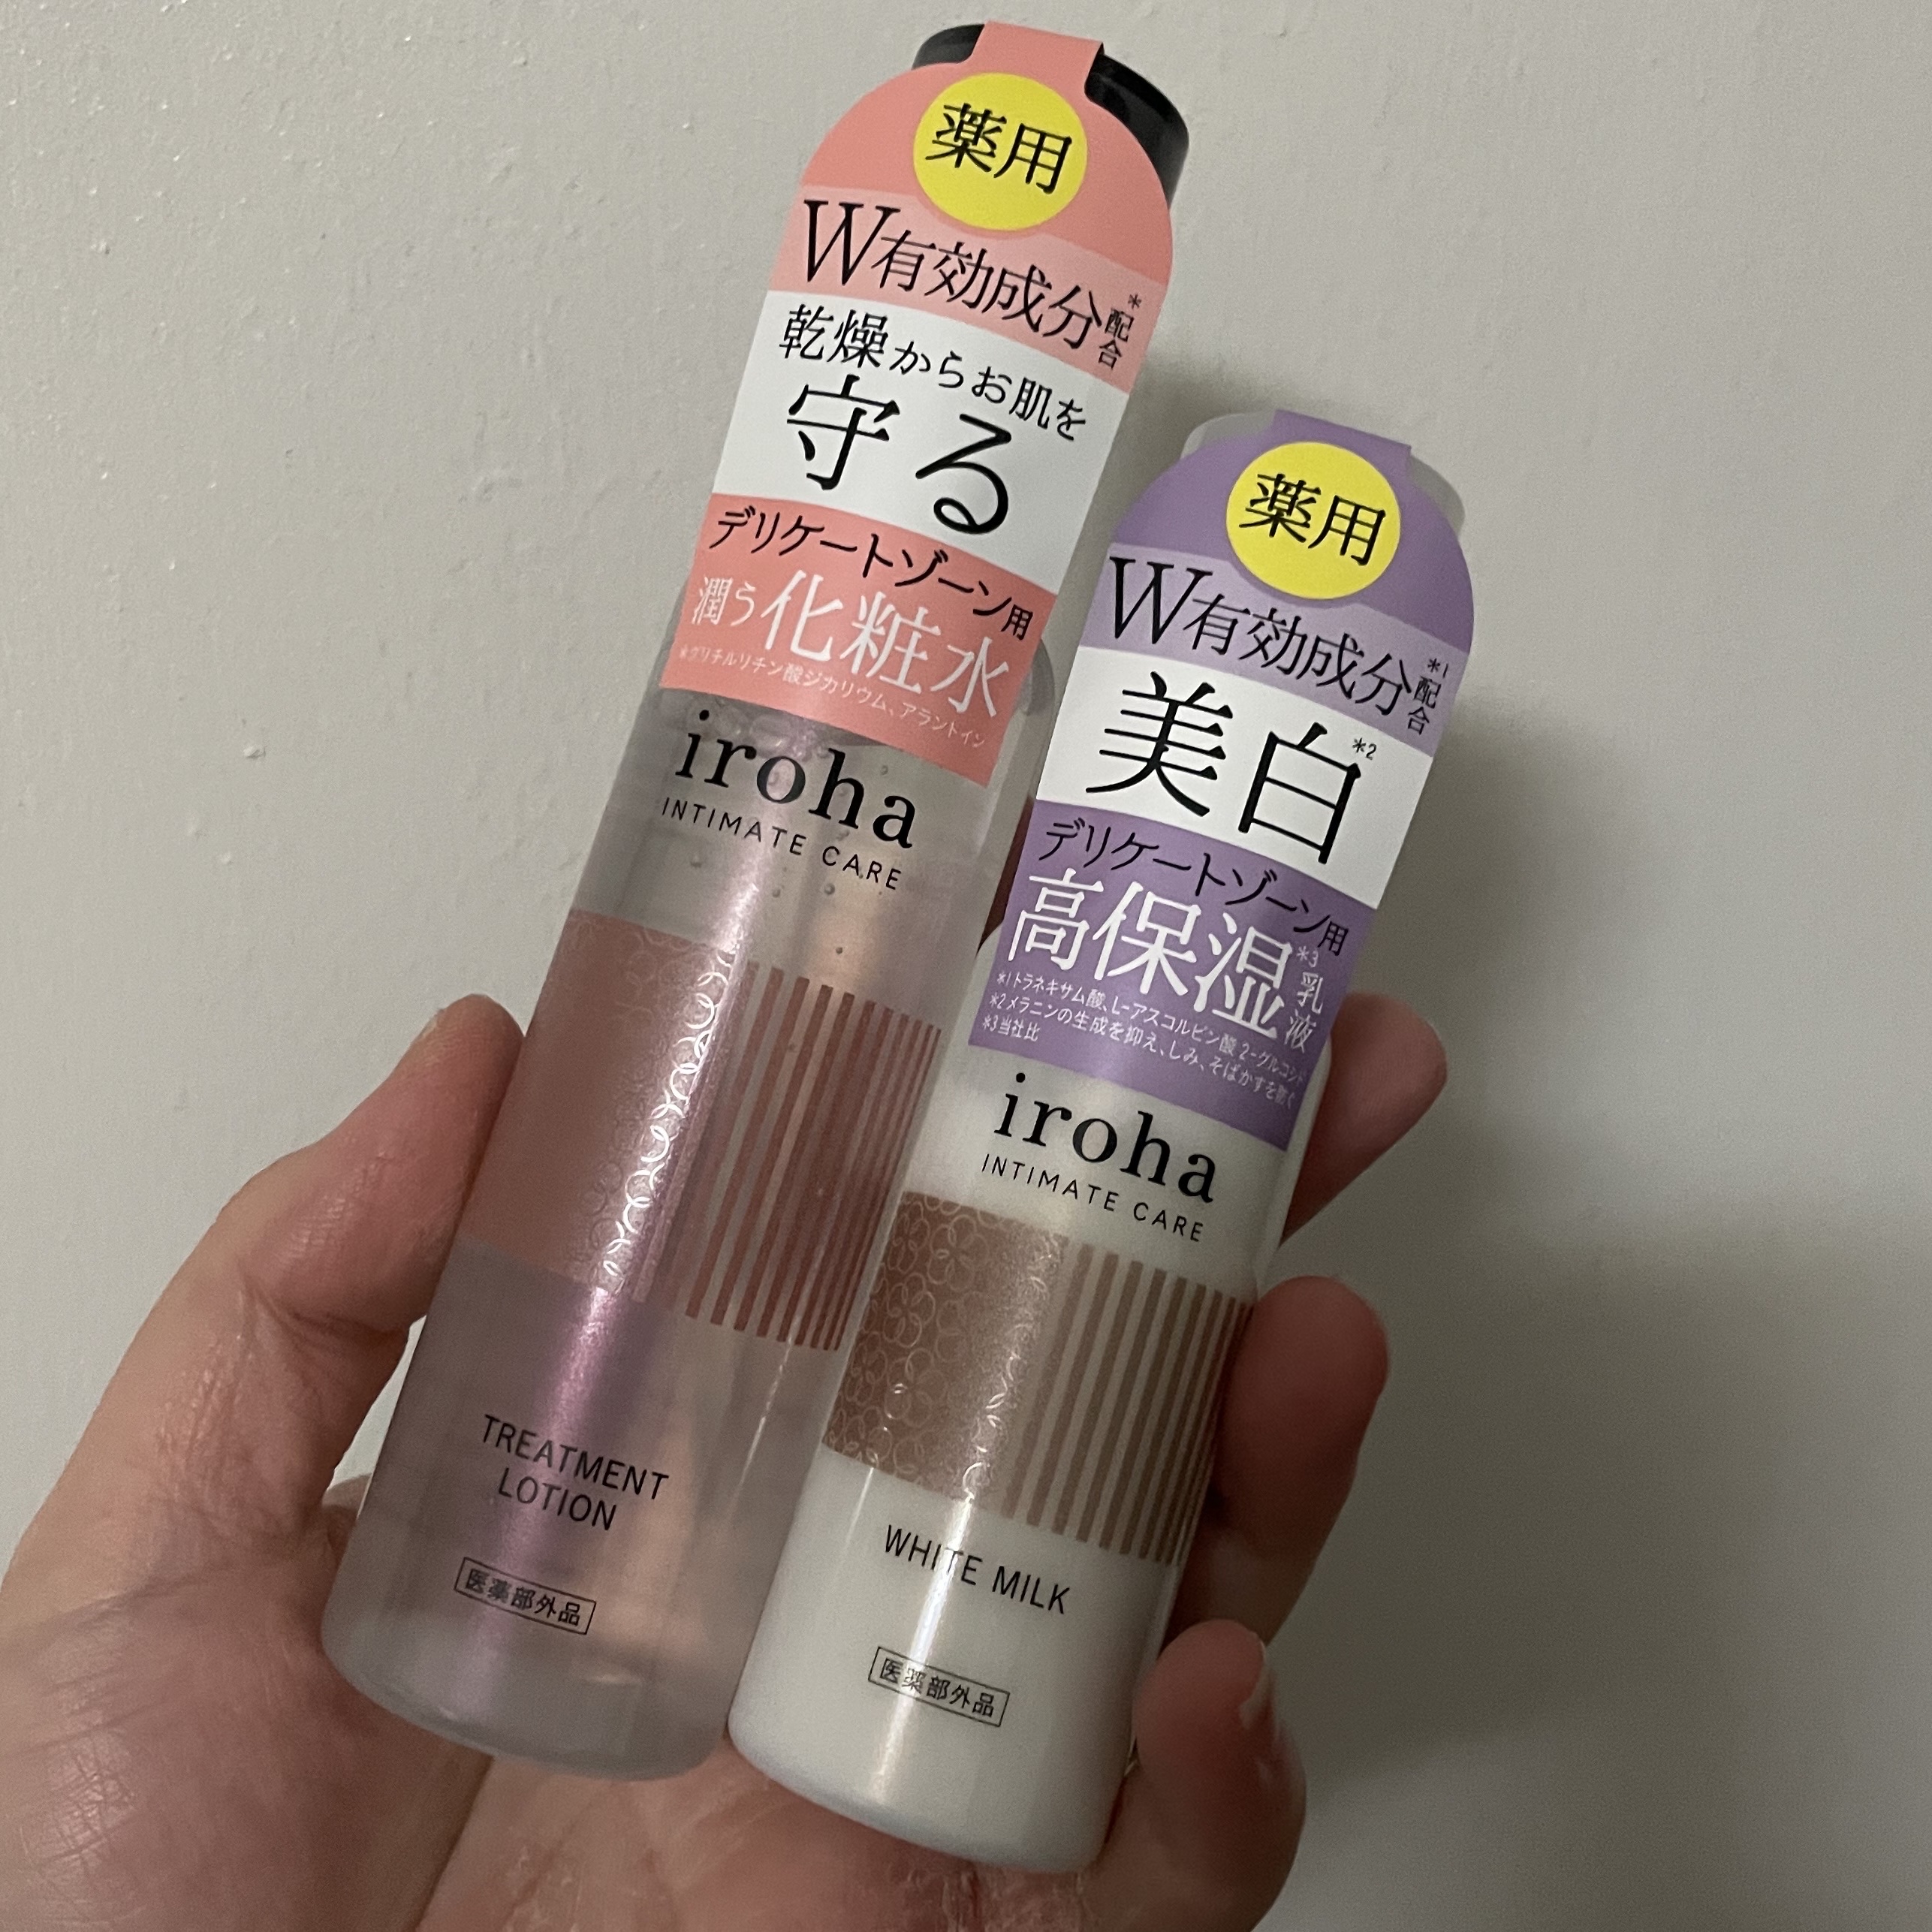 薬用
W有効成分*配合
乾燥からお肌を
守る
デリケートゾーン用
潤う化粧水
*グリチルリチン酸ジカリウム、アラントイン
iroha
INTIMATE CARE
TREATMENT
LOTION
医薬部外品
薬用
W有効成分*1配合
美白*2
デリケートゾーン用
高保湿*3乳液
*1トラネキサム酸、L-アスコルビン酸 2-グルコシド
*2メラニンの生成を抑え、しみ、そばかすを防ぐ
*3当社比
iroha
INTIMATE CARE
WHITE MILK
医薬部外品